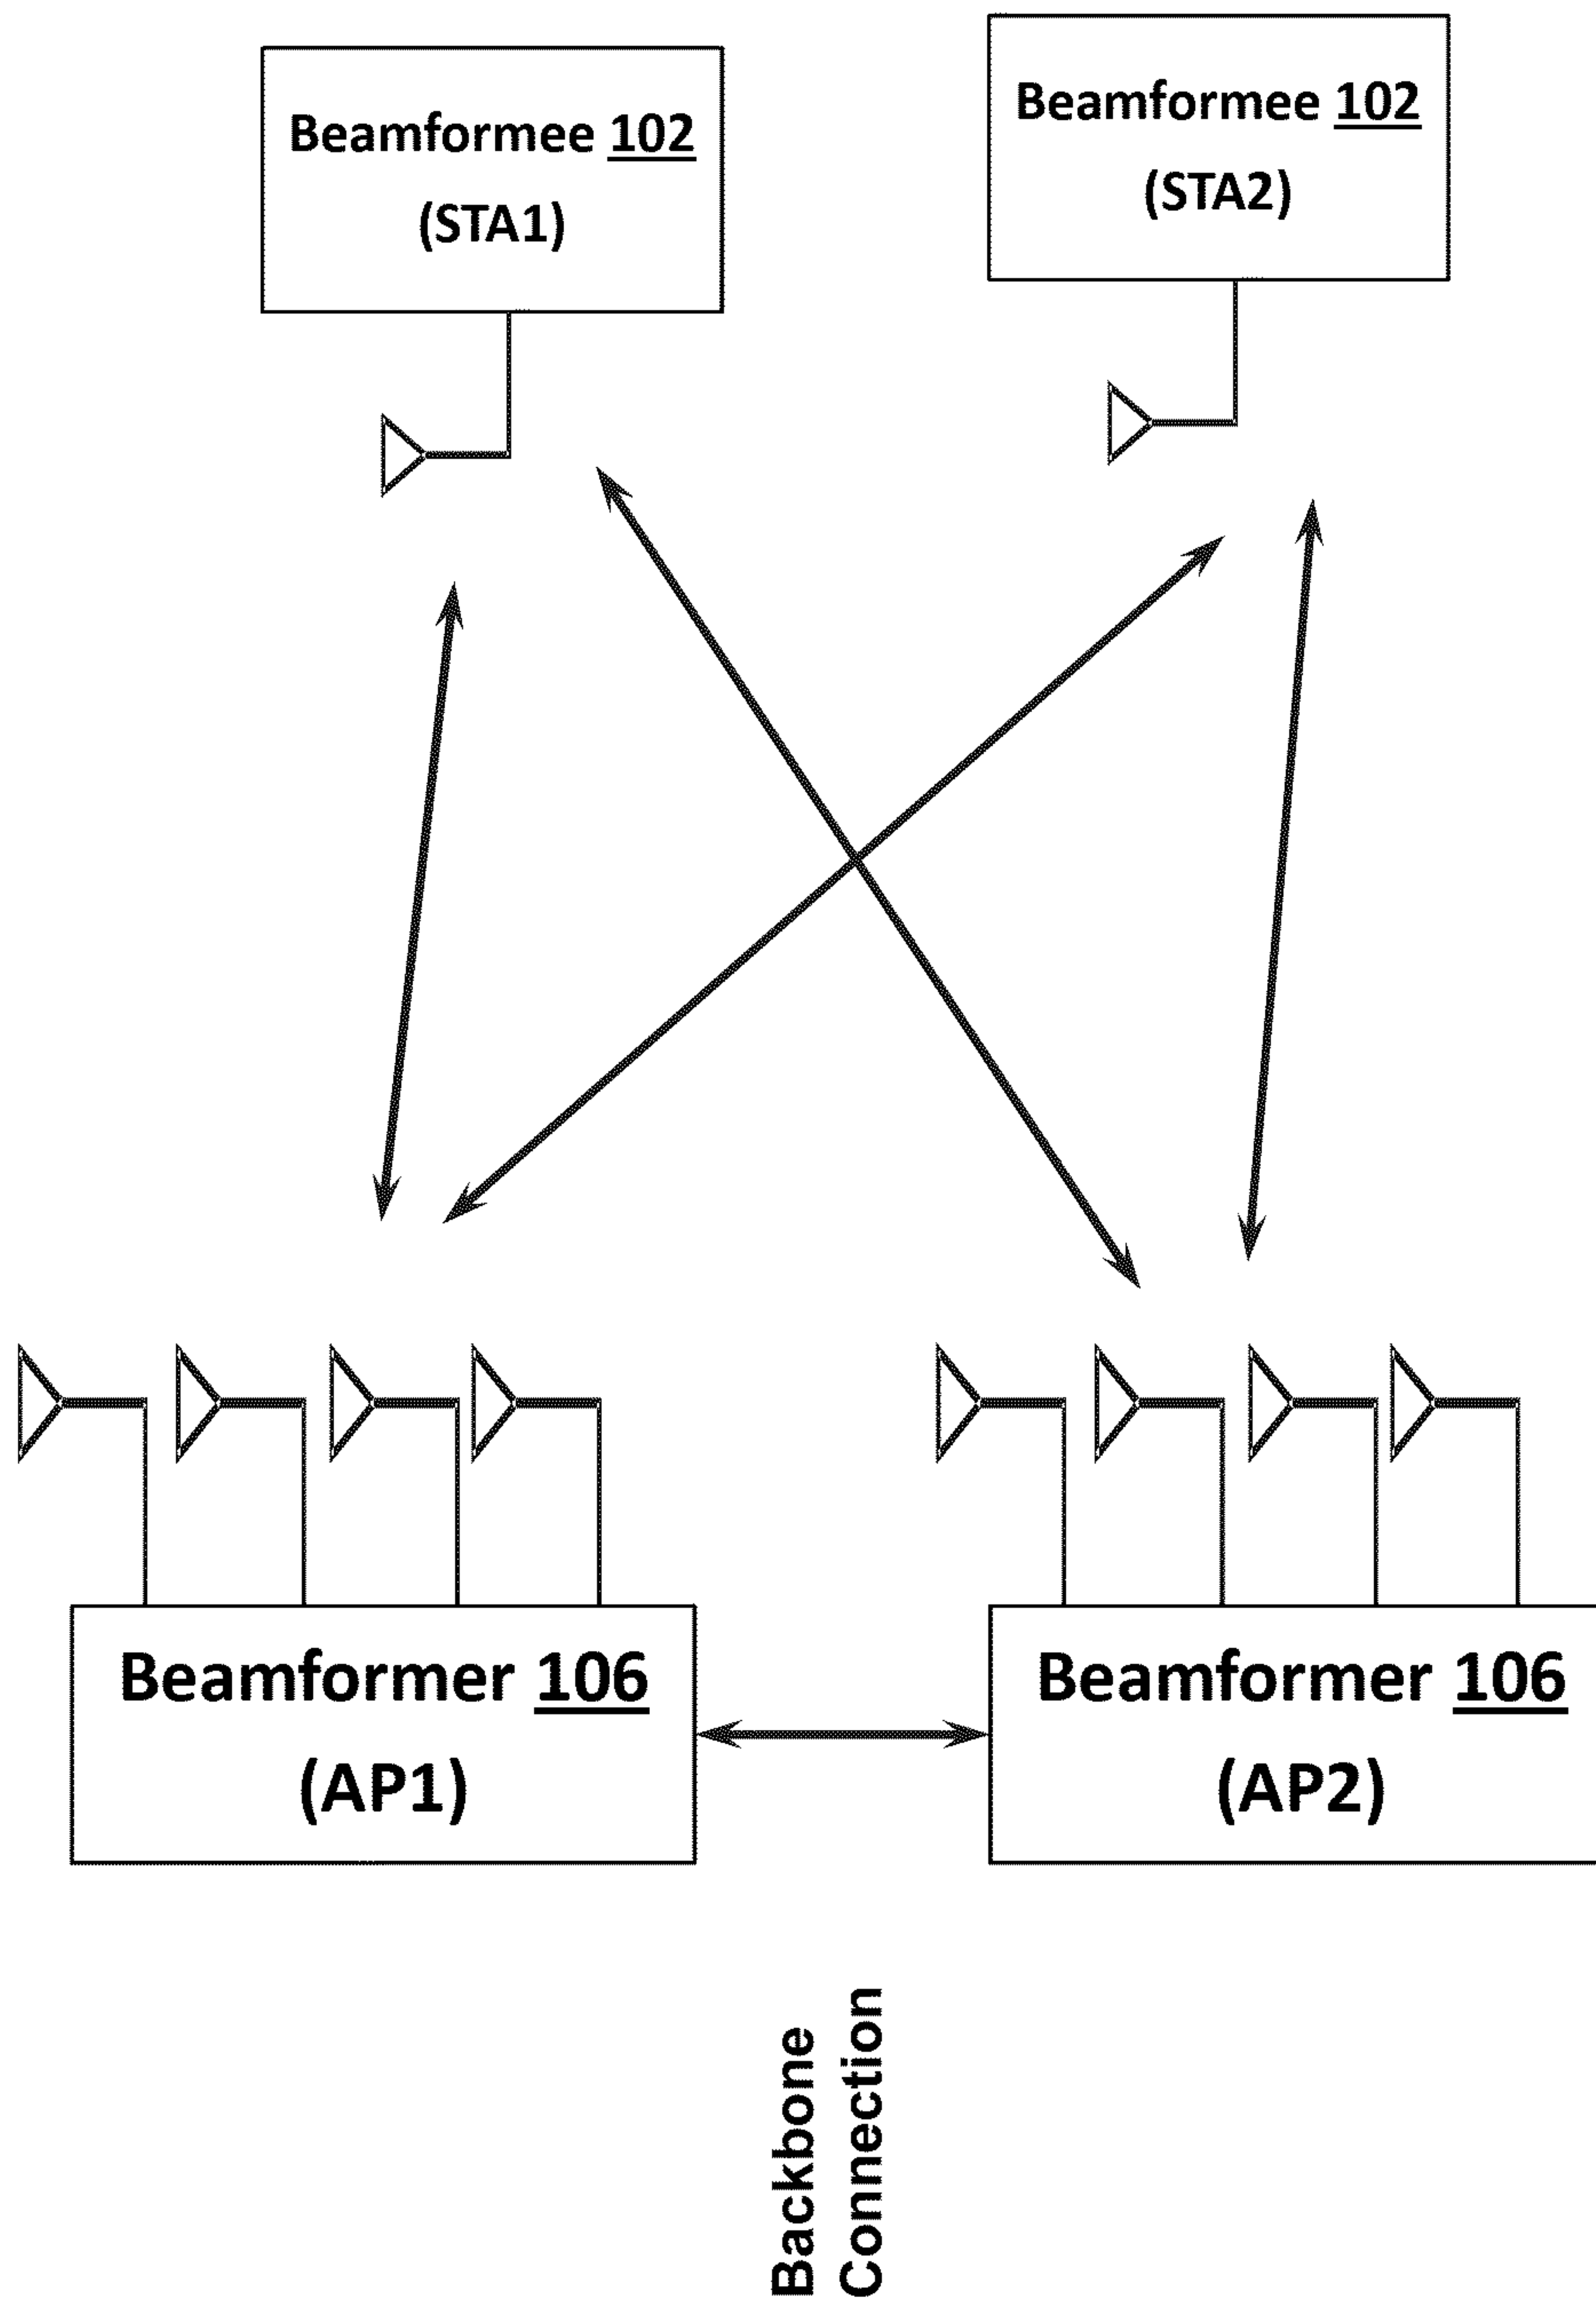 Beamformee 102
(STA1)
Beamformee 102
(STA2)
Beamformer 106
(AP1)
Beamformer 106
(AP2)
Backbone
Connection